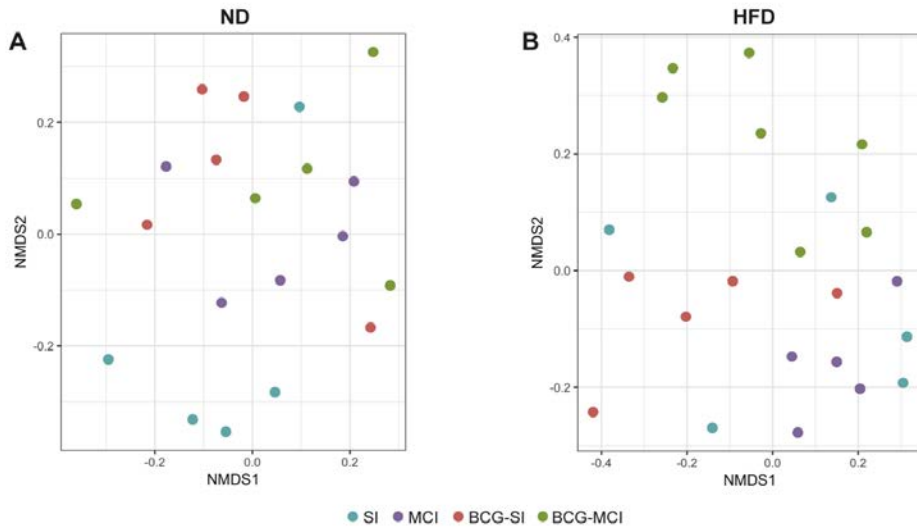 ND
HFD
A
B
0.2
0.0
-0.2
NMDS2
-0.2
0.0
0.2
NMDS1
0.4
0.2
0.0
-0.2
NMDS2
-0.4
-0.2
0.0
0.2
NMDS1
SI MCI BCG-SI BCG-MCI